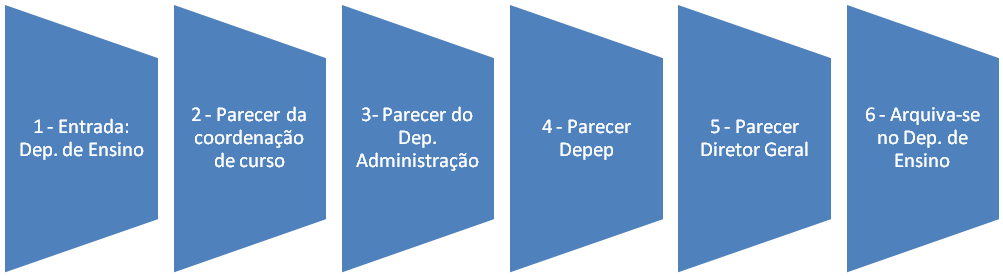 1 - Entrada:
Dep. de Ensino
2 - Parecer da
coordenação
de curso
3- Parecer do
Dep.
Administração
4 - Parecer
Depep
5 - Parecer
Diretor Geral
6 - Arquiva-se
no Dep. de
Ensino